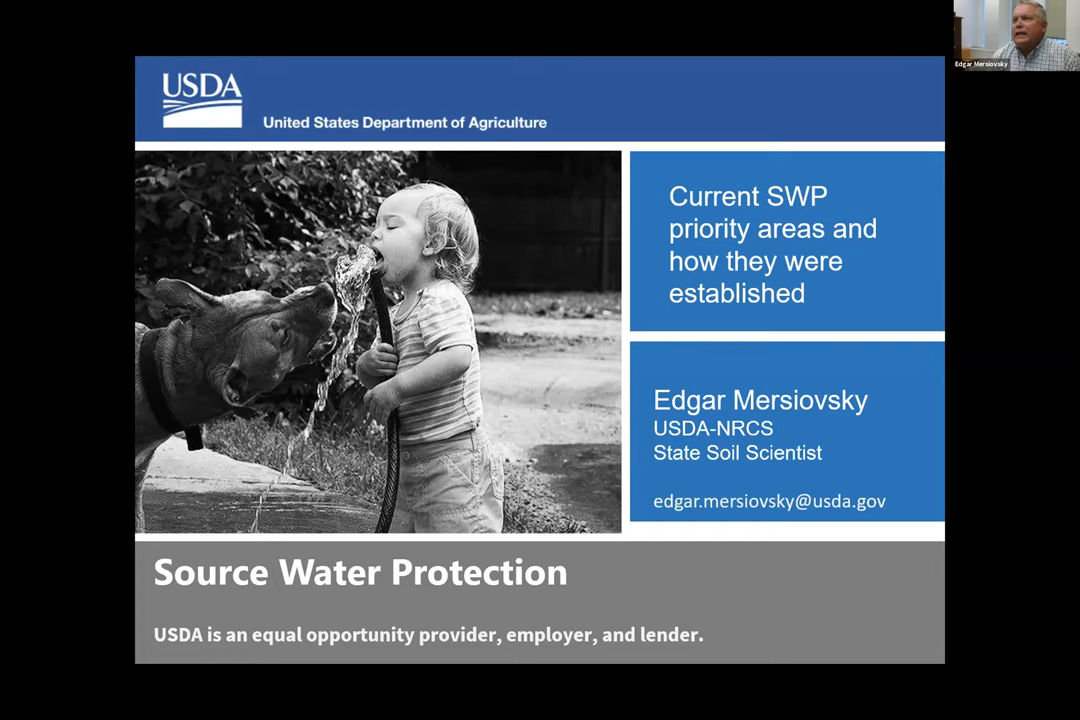 Edgar Mersiovsky
USDA
United States Department of Agriculture
Current SWP
priority areas and
how they were
established
Edgar Mersiovsky
USDA-NRCS
State Soil Scientist
edgar.mersiovsky@usda.gov
Source Water Protection
USDA is an equal opportunity provider, employer, and lender.